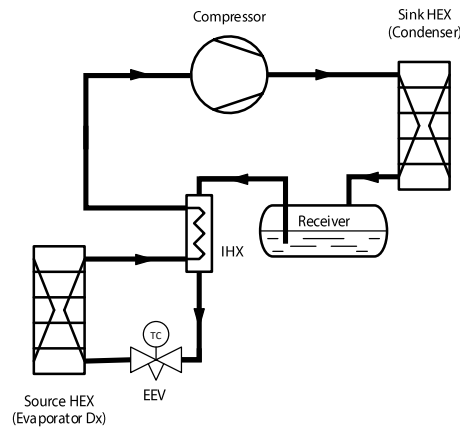 Compressor
Sink HEX
(Condenser)
Receiver
IHX
TC
EEV
Source HEX
(Evaporator Dx)